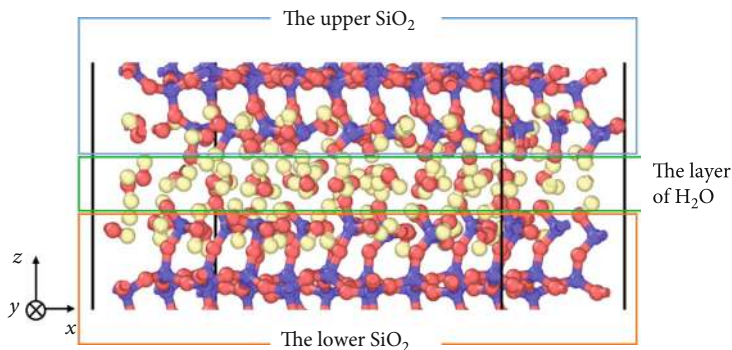 The upper SiO₂
The layer
of H₂O
z
y
x
The lower SiO₂